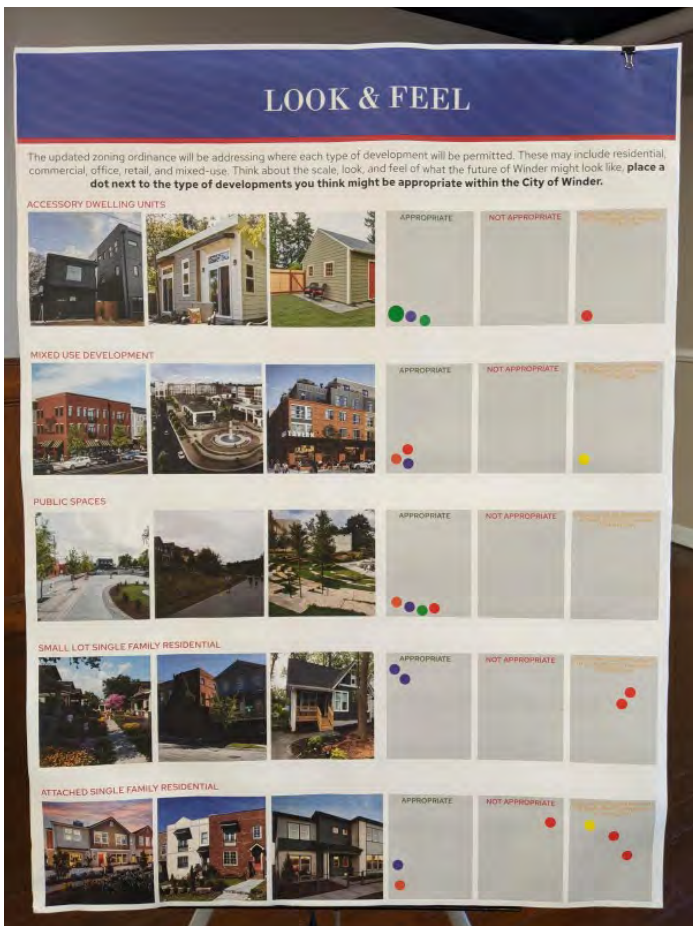 LOOK & FEEL
The updated zoning ordinance will be addressing where each type of development will be permitted. These may include residential,
commercial, office, retail, and mixed-use. Think about the scale, look, and feel of what the future of Winder might look like, place a
dot next to the type of developments you think might be appropriate within the City of Winder.
ACCESSORY DWELLING UNITS
APPROPRIATE
NOT APPROPRIATE
MIXED USE DEVELOPMENT
APPROPRIATE
NOT APPROPRIATE
PUBLIC SPACES
APPROPRIATE
NOT APPROPRIATE
SMALL LOT SINGLE FAMILY RESIDENTIAL
APPROPRIATE
NOT APPROPRIATE
ATTACHED SINGLE FAMILY RESIDENTIAL
APPROPRIATE
NOT APPROPRIATE